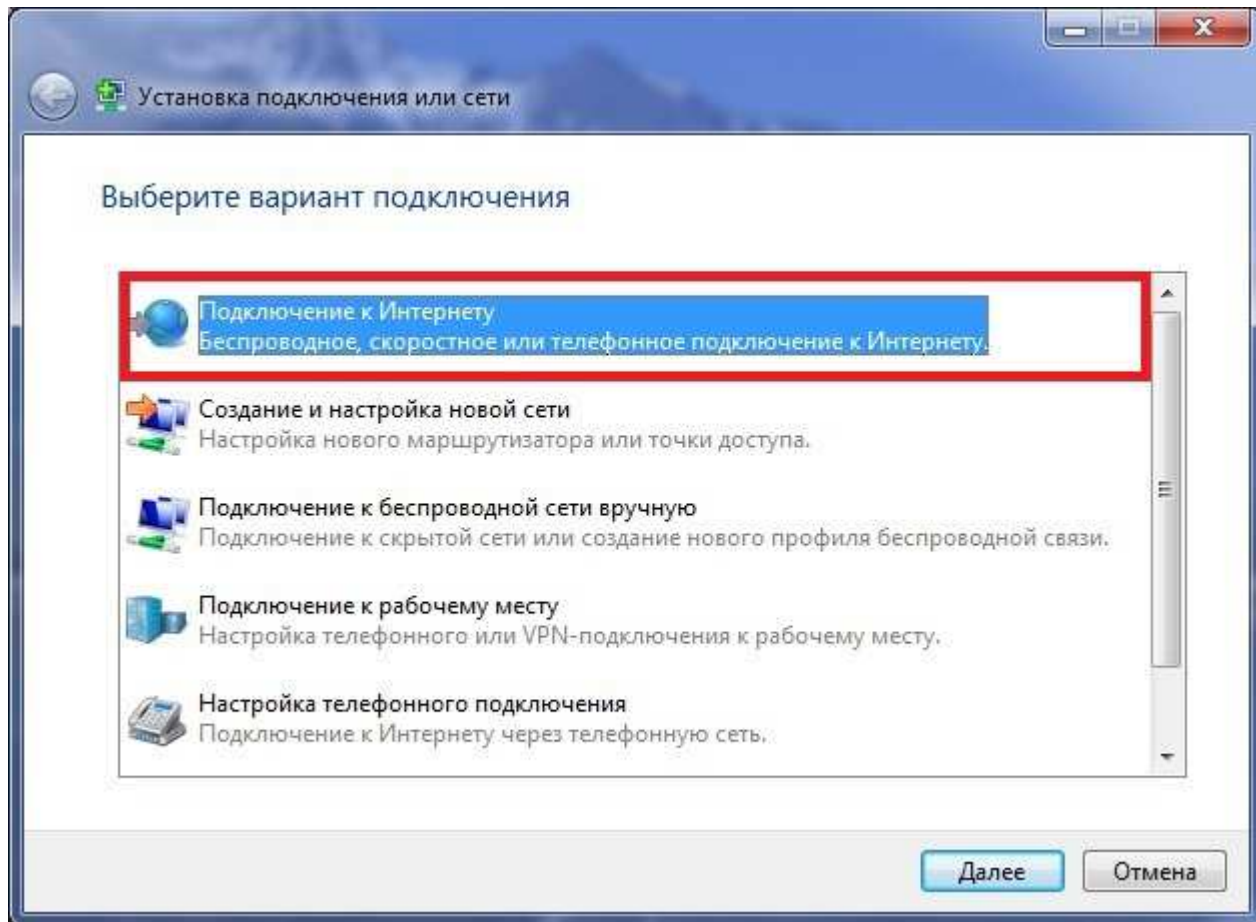 Установка подключения или сети
Выберите вариант подключения
Подключение к Интернету
Беспроводное, скоростное или телефонное подключение к Интернету.
Создание и настройка новой сети
Настройка нового маршрутизатора или точки доступа.
Подключение к беспроводной сети вручную
Подключение к скрытой сети или создание нового профиля беспроводной связи.
Подключение к рабочему месту
Настройка телефонного или VPN-подключения к рабочему месту.
Настройка телефонного подключения
Подключение к Интернету через телефонную сеть.
Далее
Отмена